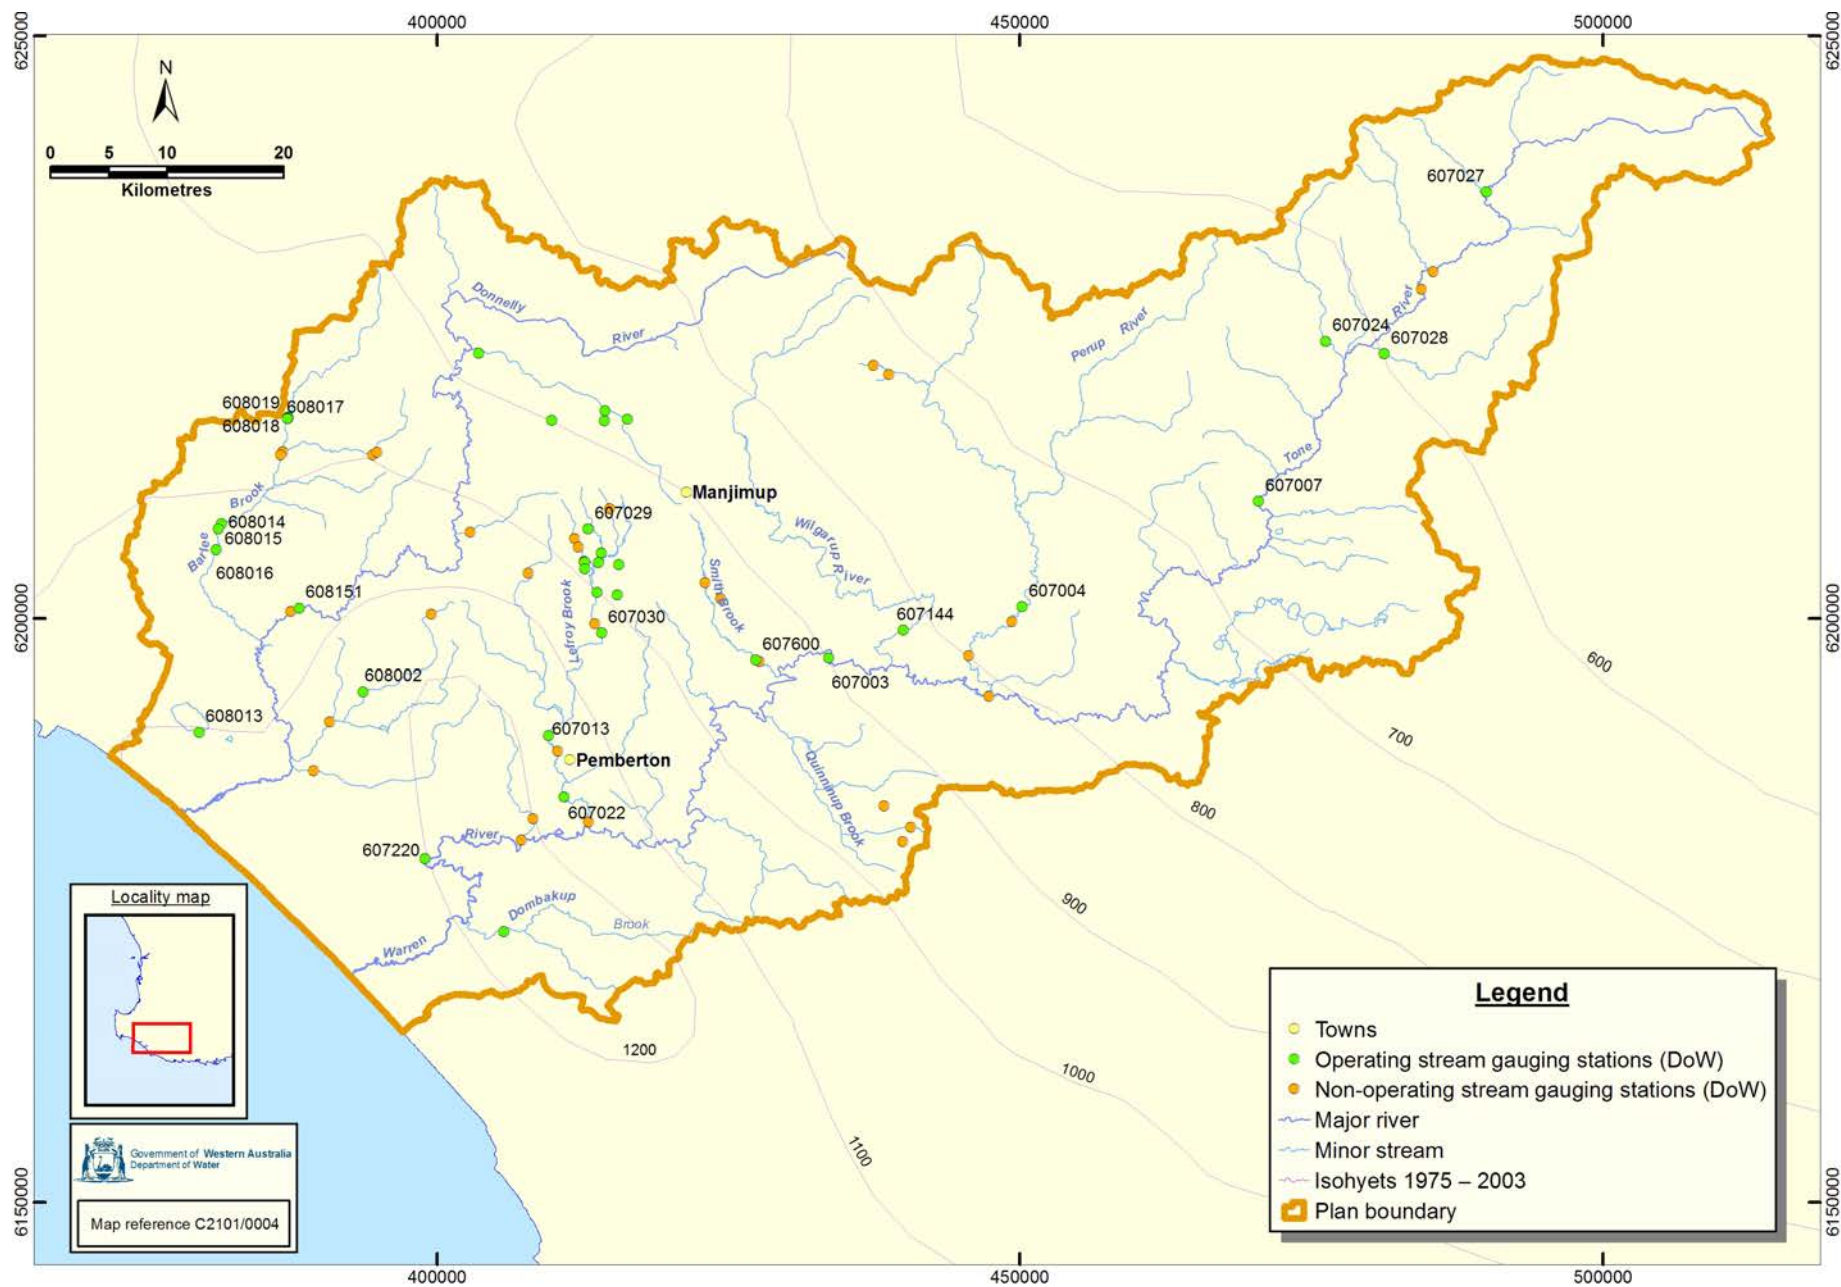 400000
450000
500000
6250000
6250000
N
0 5 10 20
Kilometres
607027
Donnelly
River
River
Perup River
607024
607028
608019
608017
608018
Tone
Manjimup
607007
Brook
608014
608015
Barlee
608016
607029
Wilgarup River
Smith Brook
608151
Lefroy Brook
607030
607004
607144
6200000
6200000
607600
607003
608002
600
608013
607013
700
Pemberton
Quinninup Brook
607022
800
River
607220
Dombakup
Brook
900
Warren
1200
1000
1100
Locality map
Government of Western Australia
Department of Water
Map reference C2101/0004
Legend
Towns
Operating stream gauging stations (DoW)
Non-operating stream gauging stations (DoW)
Major river
Minor stream
Isohyets 1975 – 2003
Plan boundary
6150000
6150000
400000
450000
500000